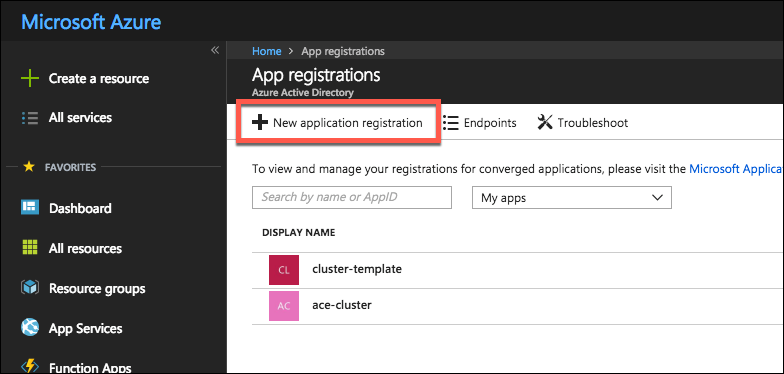 Microsoft Azure
«
Home > App registrations
Create a resource
App registrations
Azure Active Directory
All services
New application registration
Endpoints
Troubleshoot
FAVORITES
To view and manage your registrations for converged applications, please visit the Microsoft Applica
Dashboard
Search by name or AppID
My apps
DISPLAY NAME
All resources
CL cluster-template
Resource groups
AC ace-cluster
App Services
Function Apps